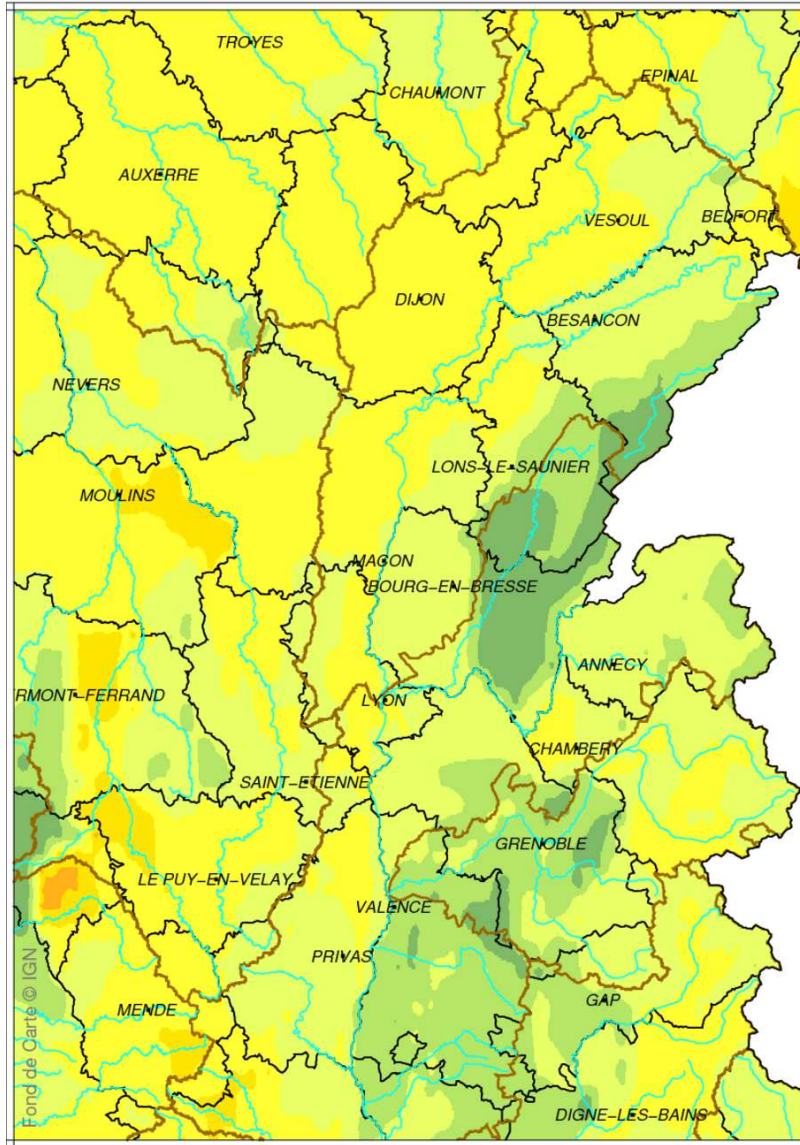 TROYES
EPINAL
CHAUMONT
AUXERRE
VESOUL
BELFORT
DIJON
BESANCON
NEVERS
LONS-LE-SAUNIER
MOULINS
MACON
BOURG-EN-BRESSE
ANNECY
RMONT-FERRAND
LYON
CHAMBERY
SAINT-ETIENNE
GRENOBLE
LE PUY-EN-VELAY
VALENCE
PRIVAS
GAP
MENDE
DIGNE-LES-BAINS
Fond de Carte © IGN